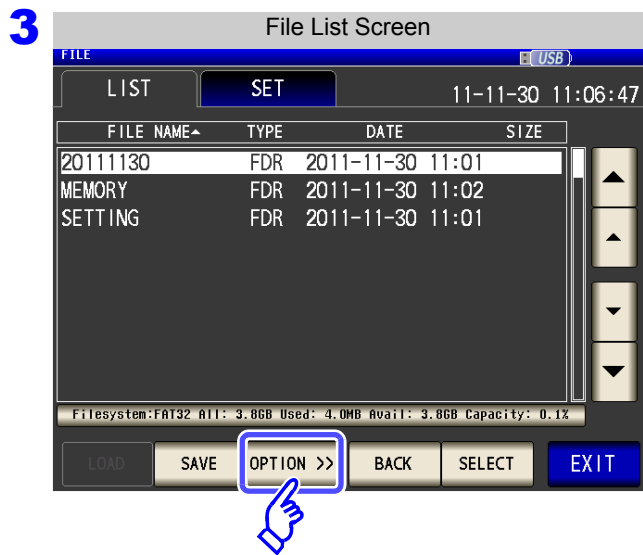 3
File List Screen
FILE
USB
LIST SET 11-11-30 11:06:47
FILE NAME▲ TYPE DATE SIZE
20111130 FDR 2011-11-30 11:01
MEMORY FDR 2011-11-30 11:02
SETTING FDR 2011-11-30 11:01
Filesystem:FAT32 All: 3.8GB Used: 4.0MB Avail: 3.8GB Capacity: 0.1%
LOAD SAVE OPTION >> BACK SELECT EXIT